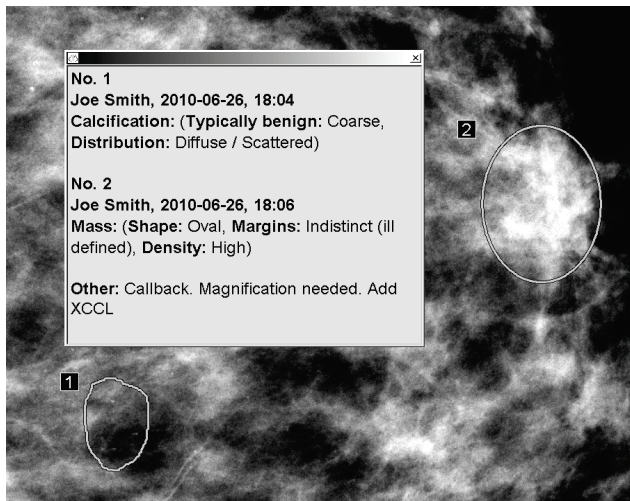 No. 1
Joe Smith, 2010-06-26, 18:04
Calcification: (Typically benign: Coarse,
Distribution: Diffuse / Scattered)
No. 2
Joe Smith, 2010-06-26, 18:06
Mass: (Shape: Oval, Margins: Indistinct (ill
defined), Density: High)
Other: Callback. Magnification needed. Add
XCCL
2
1